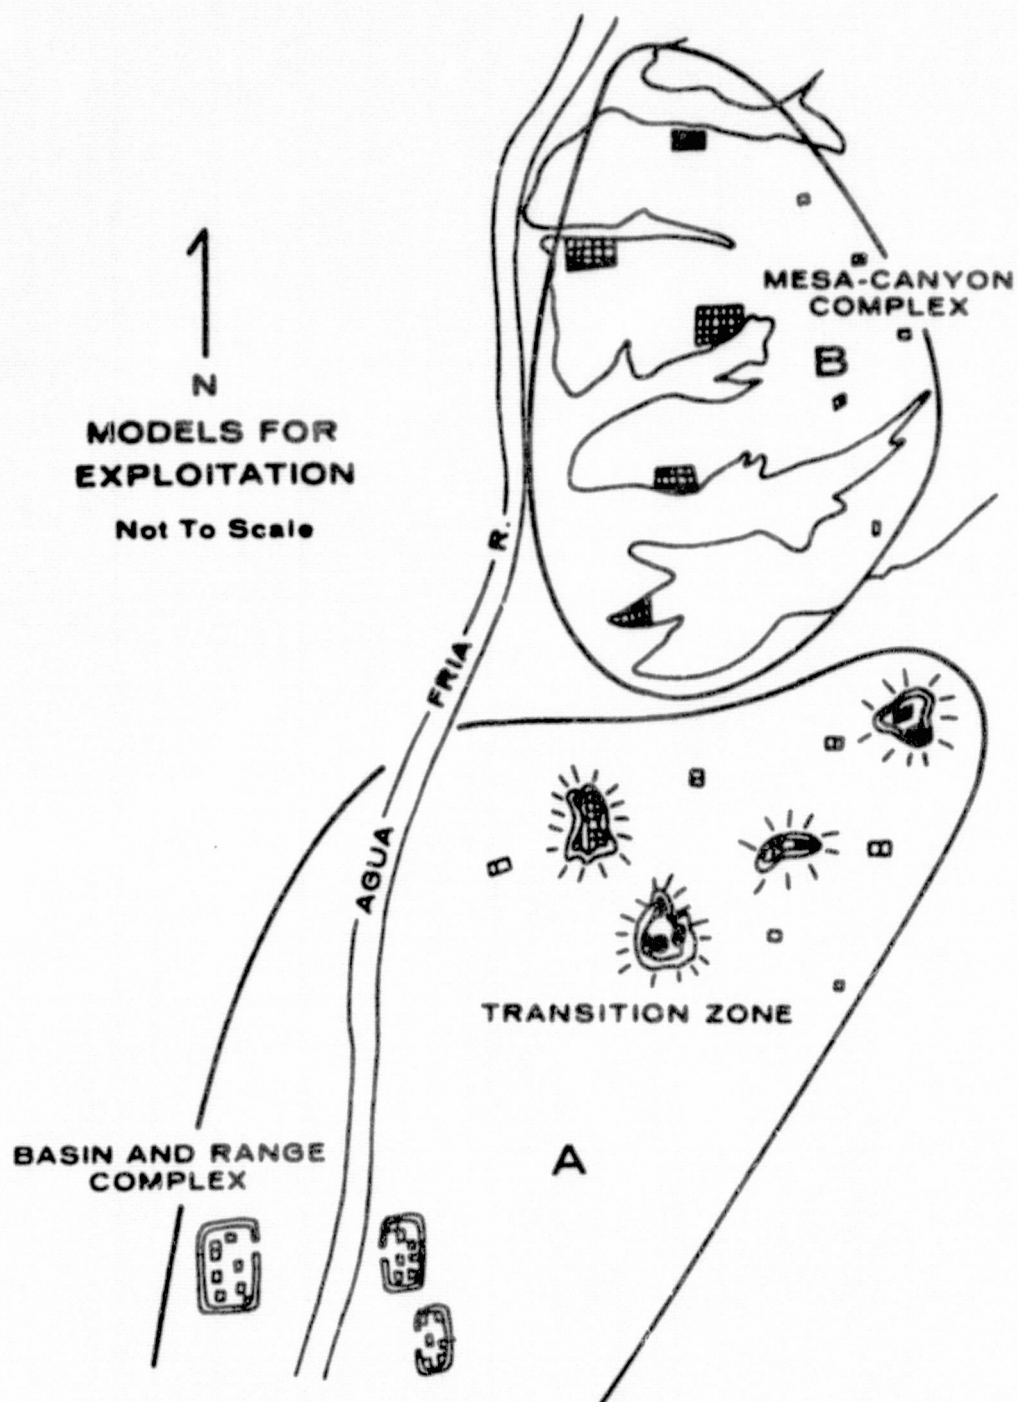 N
MODELS FOR
EXPLOITATION
Not To Scale
MESA-CANYON
COMPLEX
B
AGUA FRIA R.
TRANSITION ZONE
A
BASIN AND RANGE
COMPLEX